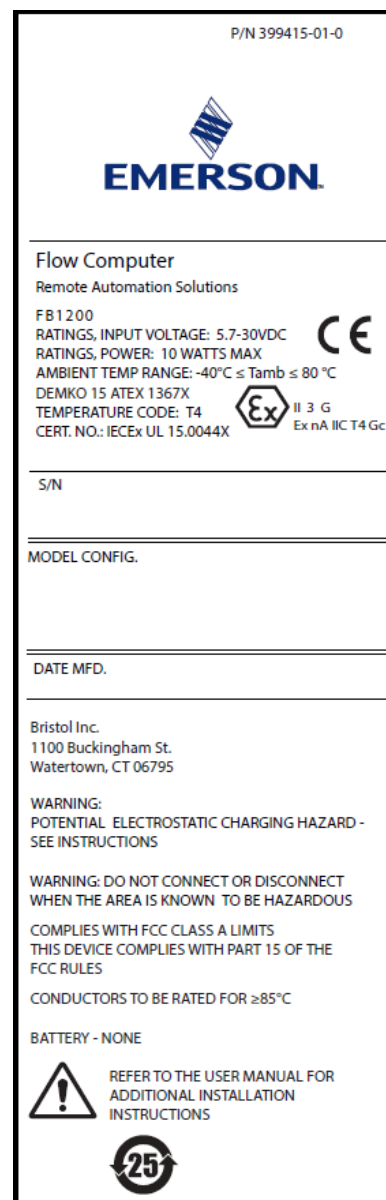 P/N 399415-01-0
EMERSON
Flow Computer
Remote Automation Solutions
FB1200
RATINGS, INPUT VOLTAGE: 5.7-30VDC
CE
RATINGS, POWER: 10 WATTS MAX
AMBIENT TEMP RANGE: -40°C ≤ Tamb ≤ 80 °C
DEMKO 15 ATEX 1367X
TEMPERATURE CODE: T4
CERT. NO.: IECEx UL 15.0044X
Ex
II 3 G
Ex nA IIC T4 Gc
S/N
MODEL CONFIG.
DATE MFD.
Bristol Inc.
1100 Buckingham St.
Watertown, CT 06795
WARNING:
POTENTIAL ELECTROSTATIC CHARGING HAZARD -
SEE INSTRUCTIONS
WARNING: DO NOT CONNECT OR DISCONNECT
WHEN THE AREA IS KNOWN TO BE HAZARDOUS
COMPLIES WITH FCC CLASS A LIMITS
THIS DEVICE COMPLIES WITH PART 15 OF THE
FCC RULES
CONDUCTORS TO BE RATED FOR ≥85°C
BATTERY - NONE
REFER TO THE USER MANUAL FOR
ADDITIONAL INSTALLATION
INSTRUCTIONS
25